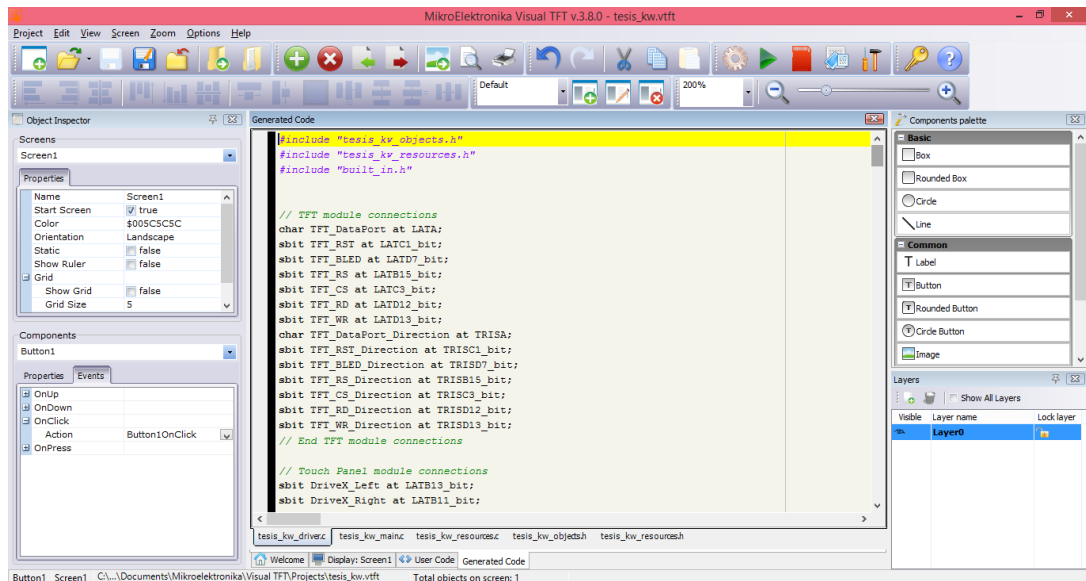 MikroElektronika Visual TFT v.3.8.0 - tesis_kw.vtft
Project Edit View Screen Zoom Options Help
Default
200%
Object Inspector
Screens
Screen1
Properties
Name Screen1
Start Screen true
Color $005C5C5C
Orientation Landscape
Static false
Show Ruler false
Grid
Show Grid false
Grid Size 5
Components
Button1
Properties Events
OnUp
OnDown
OnClick
Action Button1OnClick
OnPress
Generated Code
#include "tesis_kw_objects.h"
#include "tesis_kw_resources.h"
#include "built_in.h"
// TFT module connections
char TFT_DataPort at LATA;
sbit TFT_RST at LATC1_bit;
sbit TFT_BLED at LATD7_bit;
sbit TFT_RS at LATB15_bit;
sbit TFT_CS at LATC3_bit;
sbit TFT_RD at LATD12_bit;
sbit TFT_WR at LATD13_bit;
char TFT_DataPort_Direction at TRISA;
sbit TFT_RST_Direction at TRISC1_bit;
sbit TFT_BLED_Direction at TRISD7_bit;
sbit TFT_RS_Direction at TRISB15_bit;
sbit TFT_CS_Direction at TRISC3_bit;
sbit TFT_RD_Direction at TRISD12_bit;
sbit TFT_WR_Direction at TRISD13_bit;
// End TFT module connections
// Touch Panel module connections
sbit DriveX_Left at LATB13_bit;
sbit DriveX_Right at LATB11_bit;
tesis_kw_driver.c tesis_kw_main.c tesis_kw_resources.c tesis_kw_objects.h tesis_kw_resources.h
Welcome Display: Screen1 User Code Generated Code
Components palette
Basic
Box
Rounded Box
Circle
Line
Common
T Label
T Button
T Rounded Button
T Circle Button
Image
Layers
Show All Layers
Visible Layer name Lock layer
Layer0
Button1 Screen1 C:\...\Documents\Mikroelektronika\Visual TFT\Projects\tesis_kw.vtft Total objects on screen: 1